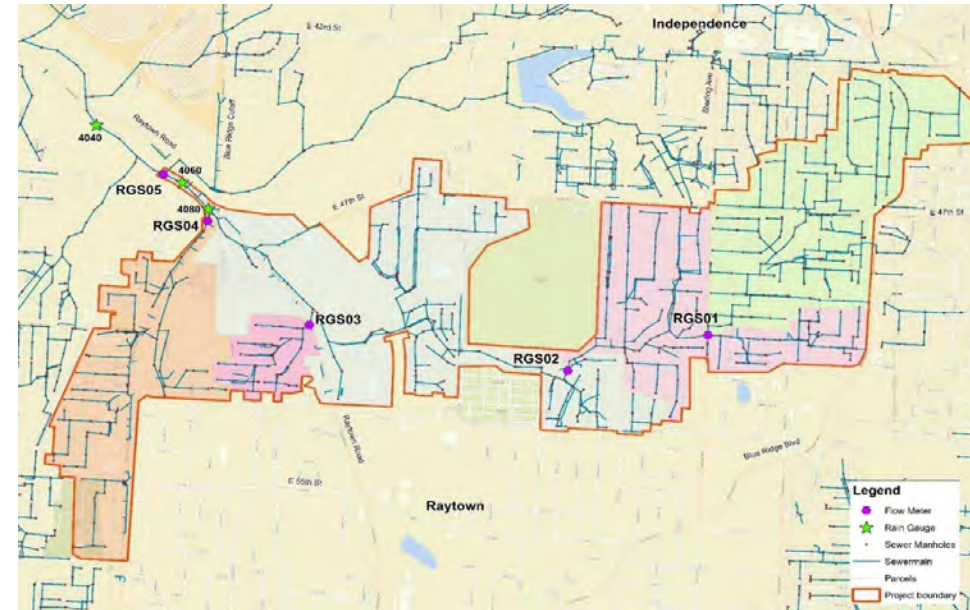 Independence
E 43rd St
Sterling Ave
Blue Ridge Cutoff
Raytown Road
4040
4060
RGS05
4080
RGS04
E 47th St
E 47th St
RGS03
RGS01
RGS02
Raytown Road
Blue Ridge Blvd
E 55th St
Raytown
Legend
Flow Meter
Rain Gauge
Sewer Manholes
Sewermain
Parcels
Project boundary